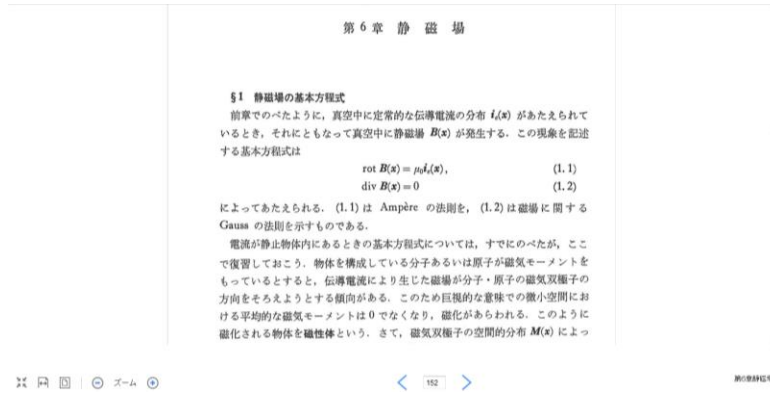 第6章 静磁場
§1 静磁場の基本方程式
前章でのべたように，真空中に定常的な伝導電流の分布 iₑ(x) があたえられて
いるとき，それにともなって真空中に静磁場 B(x) が発生する．この現象を記述
する基本方程式は
rot B(x) = μ₀iₑ(x), (1.1)
div B(x) = 0 (1.2)
によってあたえられる．(1.1) は Ampère の法則を，(1.2) は磁場に関する
Gauss の法則を示すものである．
電流が静止物体内にあるときの基本方程式については，すでにのべたが，ここ
で復習しておこう．物体を構成している分子あるいは原子が磁気モーメントを
もっているとすると，伝導電流により生じた磁場が分子・原子の磁気双極子の
方向をそろえようとする傾向がある．このため巨視的な意味での微小空間にお
ける平均的な磁気モーメントは0でなくなり，磁化があらわれる．このように
磁化される物体を磁性体という．さて，磁気双極子の空間的分布 M(x) によっ
ズーム
152